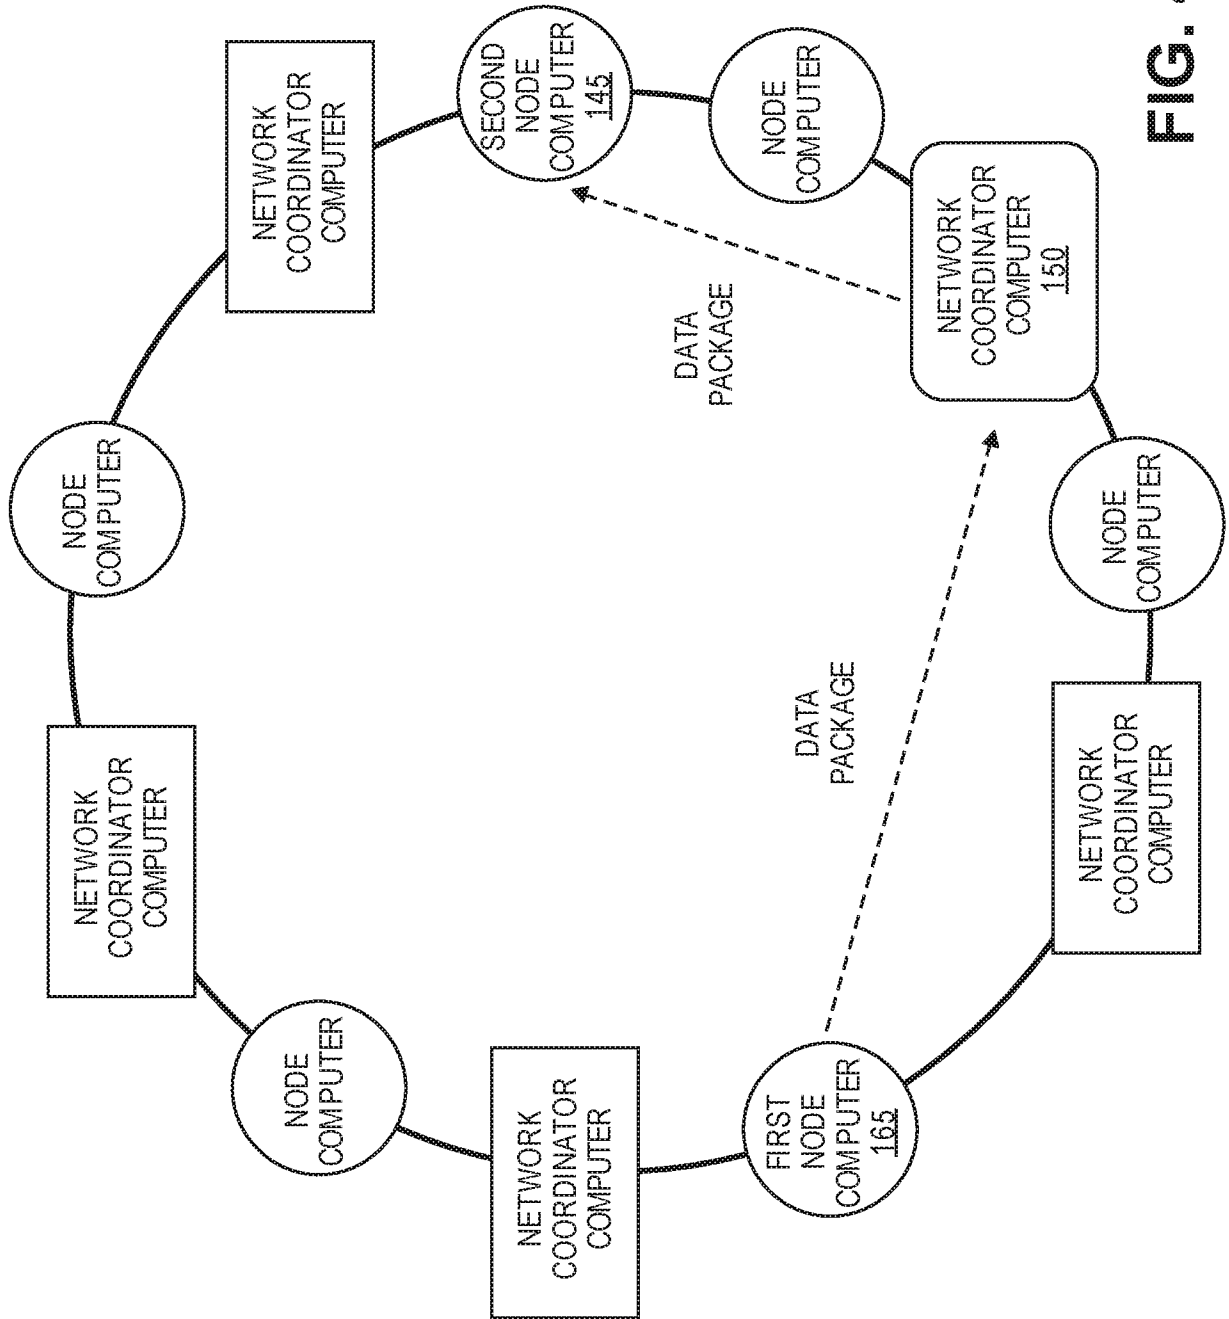 NODE
COMPUTER
NETWORK
COORDINATOR
COMPUTER
NETWORK
COORDINATOR
COMPUTER
NODE
COMPUTER
SECOND
NODE
COMPUTER
145
NETWORK
COORDINATOR
COMPUTER
DATA
PACKAGE
NODE
COMPUTER
FIRST
NODE
COMPUTER
165
DATA
PACKAGE
NETWORK
COORDINATOR
COMPUTER
150
NETWORK
COORDINATOR
COMPUTER
NODE
COMPUTER
FIG.